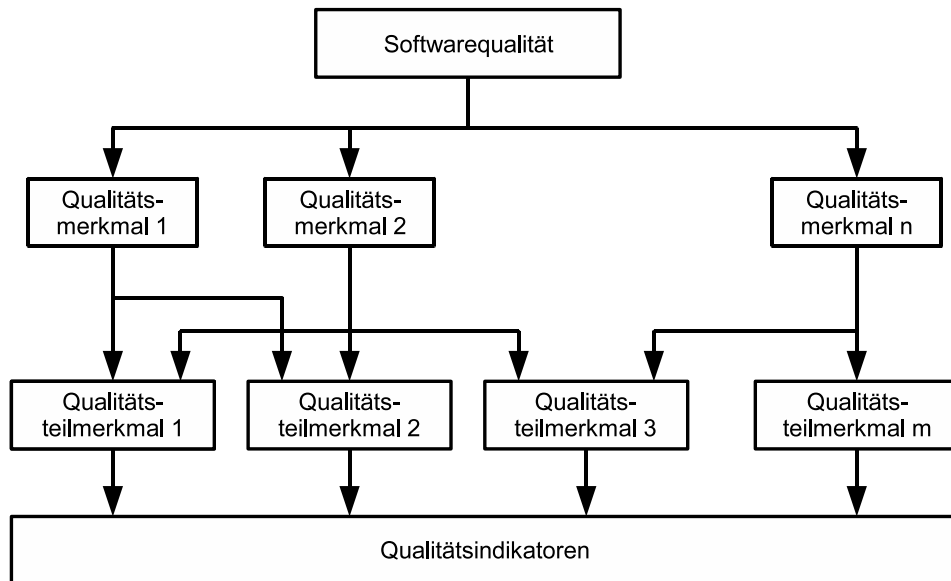 Softwarequalität
Qualitäts-
merkmal 1
Qualitäts-
merkmal 2
Qualitäts-
merkmal n
Qualitäts-
teilmerkmal 1
Qualitäts-
teilmerkmal 2
Qualitäts-
teilmerkmal 3
Qualitäts-
teilmerkmal m
Qualitätsindikatoren